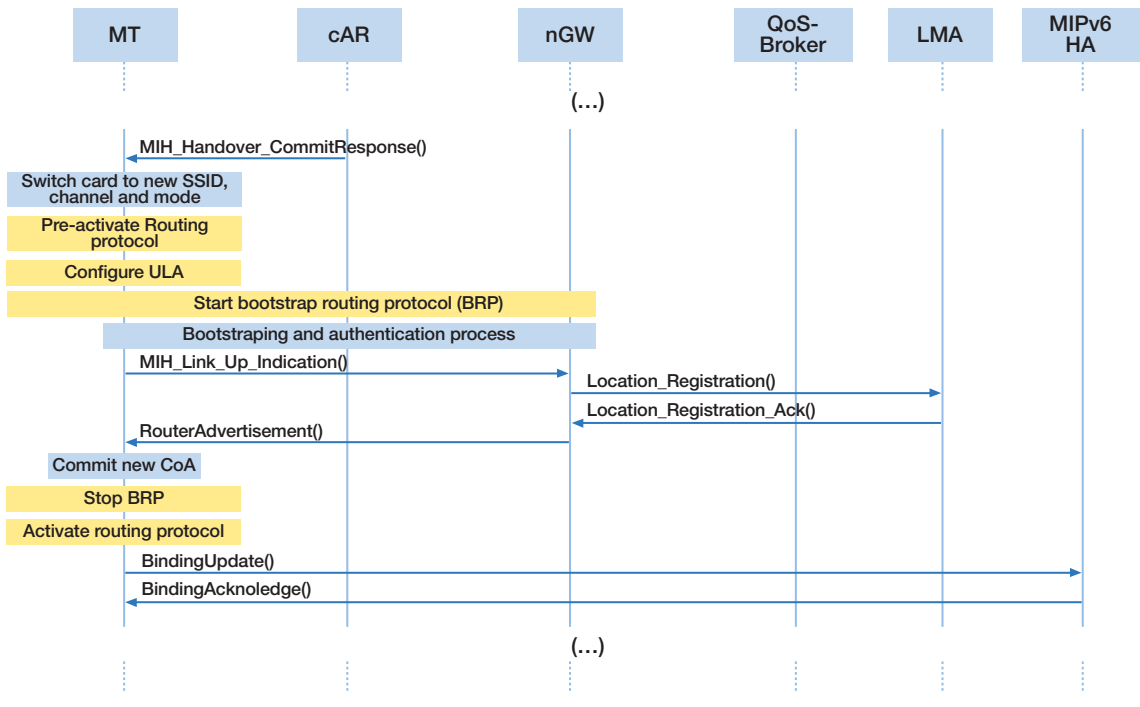 MT
cAR
nGW
QoS-
Broker
LMA
MIPv6
HA
(...)
MIH_Handover_CommitResponse()
Switch card to new SSID,
channel and mode
Pre-activate Routing
protocol
Configure ULA
Start bootstrap routing protocol (BRP)
Bootstraping and authentication process
MIH_Link_Up_Indication()
Location_Registration()
Location_Registration_Ack()
RouterAdvertisement()
Commit new CoA
Stop BRP
Activate routing protocol
BindingUpdate()
BindingAcknoledge()
(...)